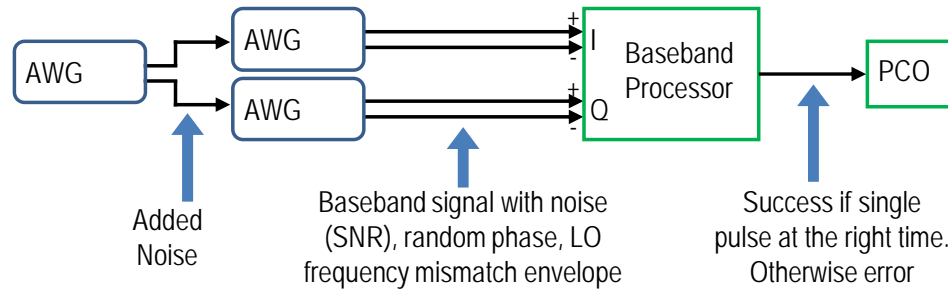 AWG
AWG
AWG
+
I
-
+
Q
-
Baseband
Processor
PCO
Added
Noise
Baseband signal with noise
(SNR), random phase, LO
frequency mismatch envelope
Success if single
pulse at the right time.
Otherwise error